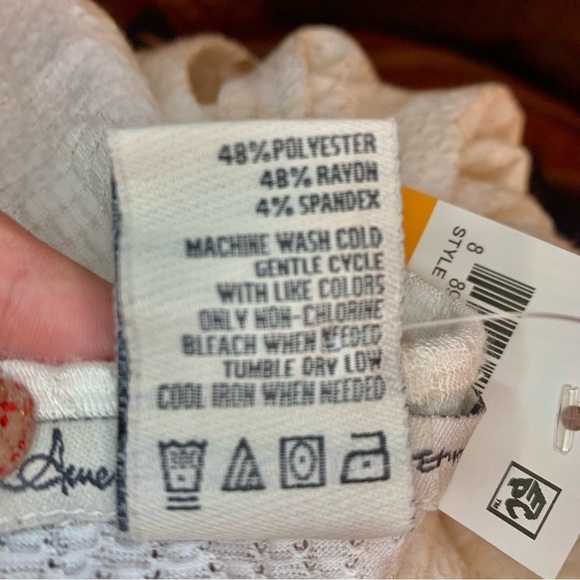 48% POLYESTER
48% RAYON
4% SPANDEX
MACHINE WASH COLD
GENTLE CYCLE
WITH LIKE COLORS
ONLY NON-CHLORINE
BLEACH WHEN NEEDED
TUMBLE DRY LOW
COOL IRON WHEN NEEDED
8
STYLE